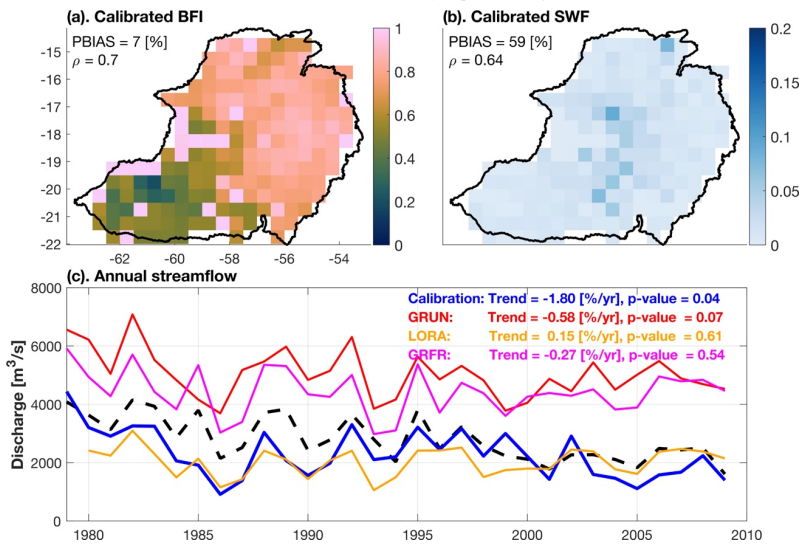 (a). Calibrated BFI
(b). Calibrated SWF
PBIAS = 7 [%]
ρ = 0.7
PBIAS = 59 [%]
ρ = 0.64
-15
-16
-17
-18
-19
-20
-21
-22
-62 -60 -58 -56 -54
1
0.8
0.6
0.4
0.2
0
0.2
0.15
0.1
0.05
0
(c). Annual streamflow
Calibration: Trend = -1.80 [%/yr], p-value = 0.04
GRUN: Trend = -0.58 [%/yr], p-value = 0.07
LORA: Trend = 0.15 [%/yr], p-value = 0.61
GRFR: Trend = -0.27 [%/yr], p-value = 0.54
Discharge [m³/s]
8000
6000
4000
2000
0
1980 1985 1990 1995 2000 2005 2010